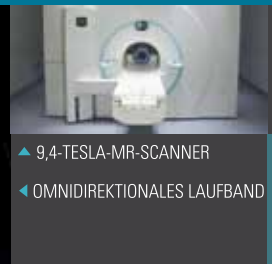 ▲ 9,4-TESLA-MR-SCANNER
◀ OMNIDIREKTIONALES LAUFBAND